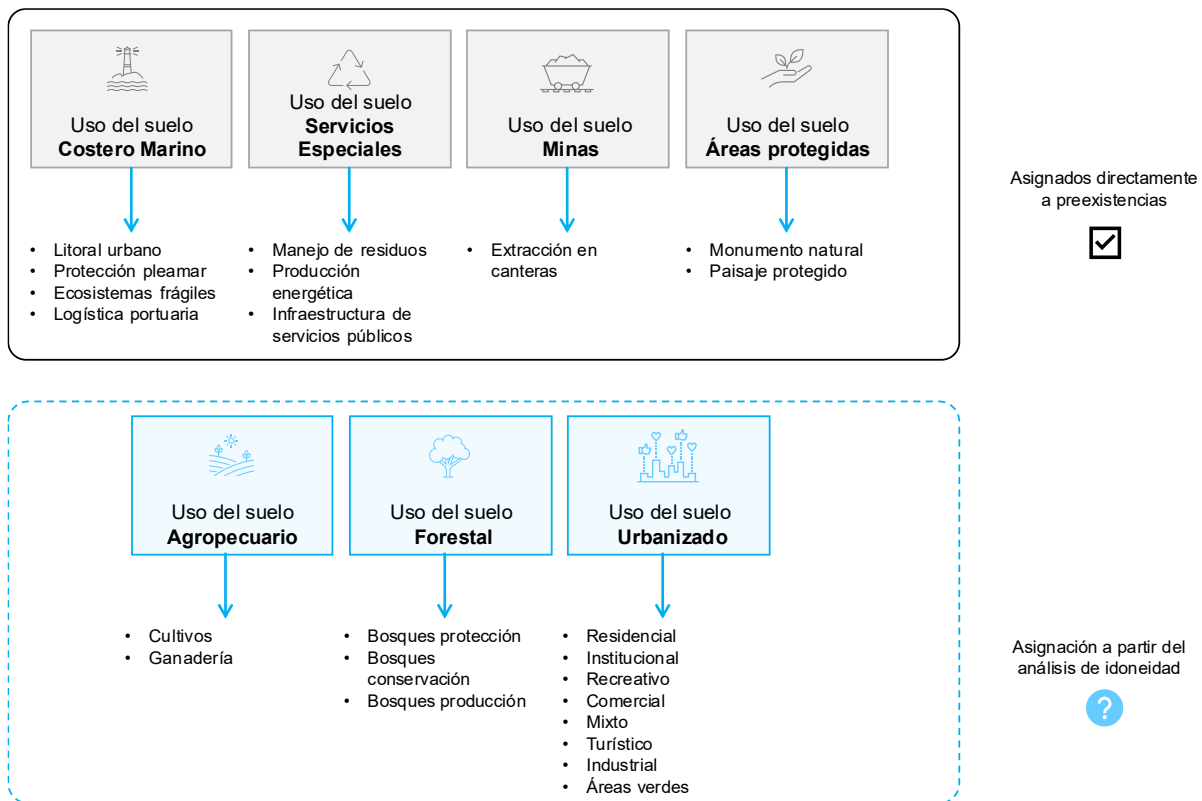 Uso del suelo
Costero Marino
Uso del suelo
Servicios
Especiales
Uso del suelo
Minas
Uso del suelo
Áreas protegidas
• Litoral urbano
• Protección pleamar
• Ecosistemas frágiles
• Logística portuaria
• Manejo de residuos
• Producción
energética
• Infraestructura de
servicios públicos
• Extracción en
canteras
• Monumento natural
• Paisaje protegido
Asignados directamente
a preexistencias
Uso del suelo
Agropecuario
Uso del suelo
Forestal
Uso del suelo
Urbanizado
• Cultivos
• Ganadería
• Bosques protección
• Bosques
conservación
• Bosques producción
• Residencial
• Institucional
• Recreativo
• Comercial
• Mixto
• Turístico
• Industrial
• Áreas verdes
Asignación a partir del
análisis de idoneidad
?